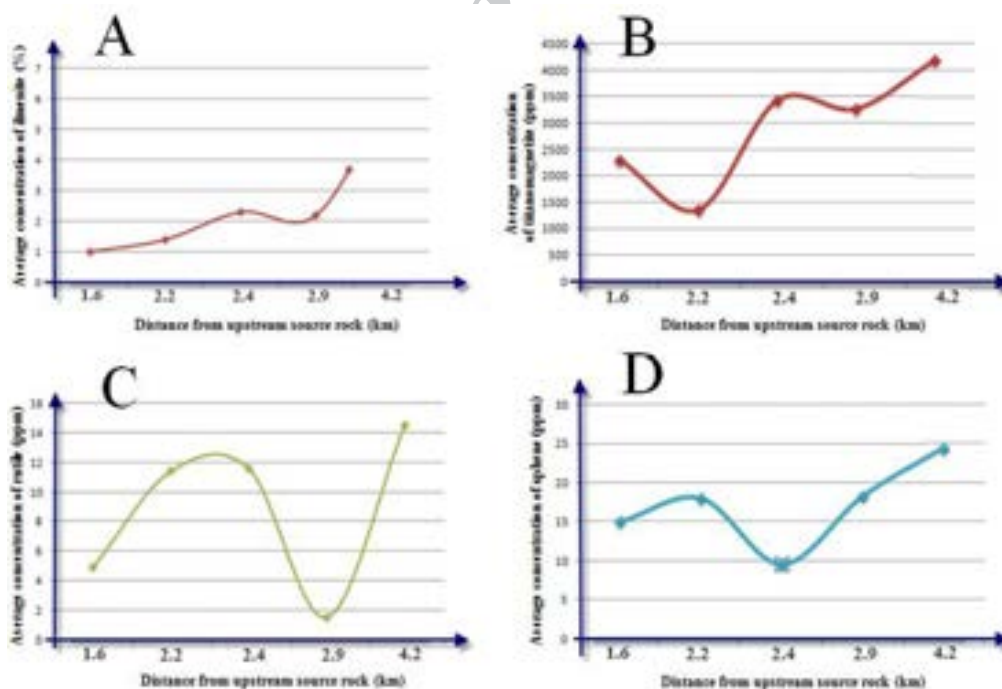 A
Average concentration of ilmenite (%)
7
6
5
4
3
2
1
0
1.6 2.2 2.4 2.9 4.2
Distance from upstream source rock (km)
B
Average concentration
of titanomagnetite (ppm)
4500
4000
3500
3000
2500
2000
1500
1000
500
0
1.6 2.2 2.4 2.9 4.2
Distance from upstream source rock (km)
C
Average concentration of rutile (ppm)
16
14
12
10
8
6
4
2
0
1.6 2.2 2.4 2.9 4.2
Distance from upstream source rock (km)
D
Average concentration of sphene (ppm)
30
25
20
15
10
5
0
1.6 2.2 2.4 2.9 4.2
Distance from upstream source rock (km)